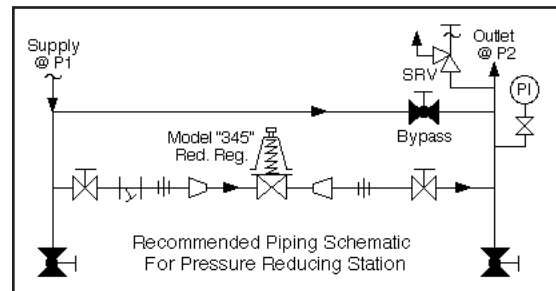 Supply
@ P1
Outlet
@ P2
SRV
PI
Bypass
Model "345"
Red. Reg.
Recommended Piping Schematic
For Pressure Reducing Station